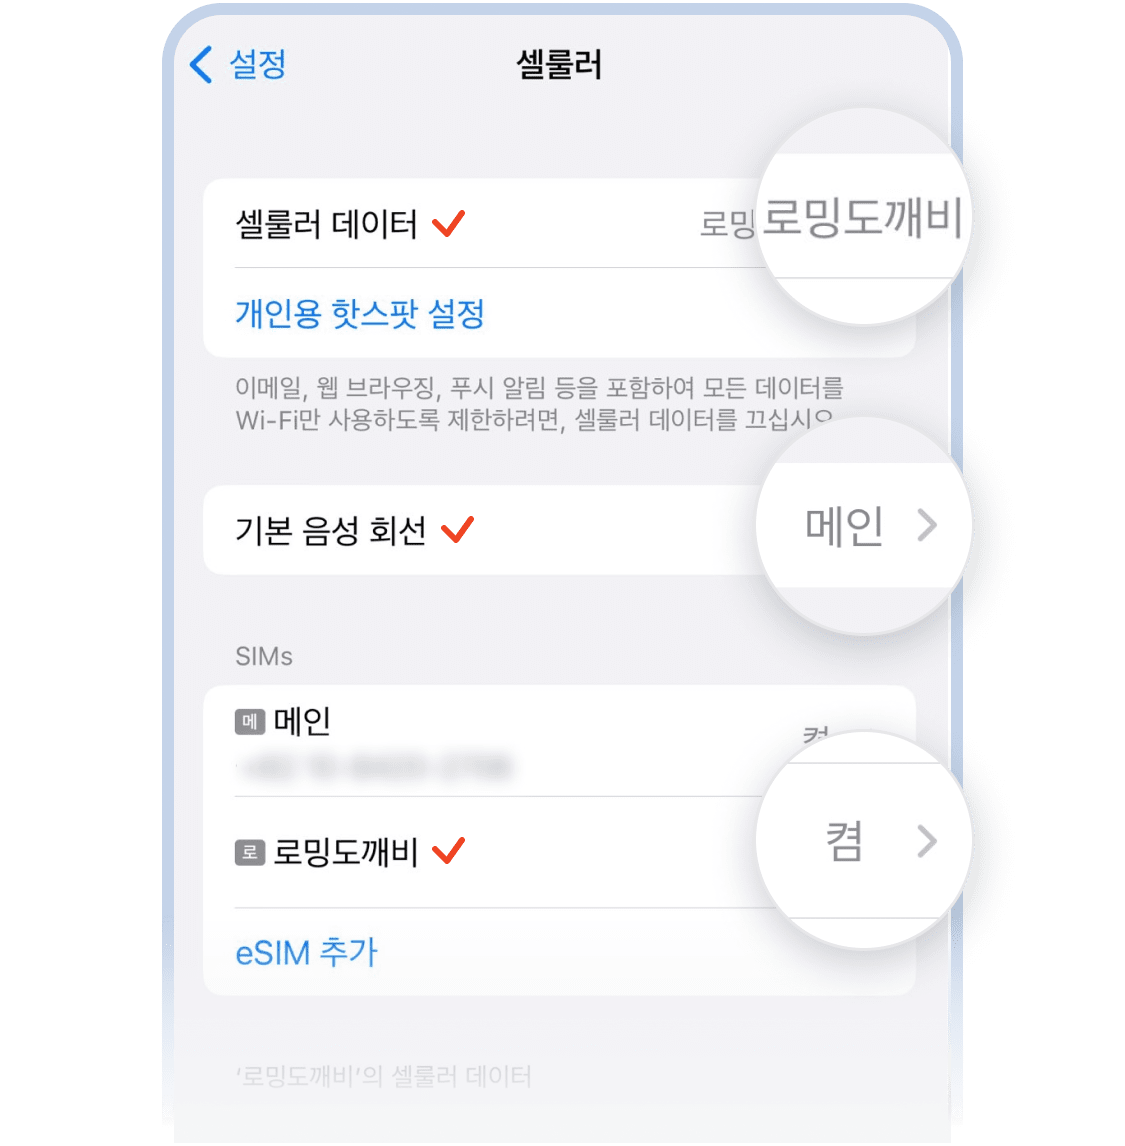 설정
셀룰러
셀룰러 데이터
로밍
로밍도깨비
개인용 핫스팟 설정
이메일, 웹 브라우징, 푸시 알림 등을 포함하여 모든 데이터를
Wi-Fi만 사용하도록 제한하려면, 셀룰러 데이터를 끄십시오
기본 음성 회선
메인
SIMs
메 메인
켬
로 로밍도깨비
켬
eSIM 추가
'로밍도깨비'의 셀룰러 데이터